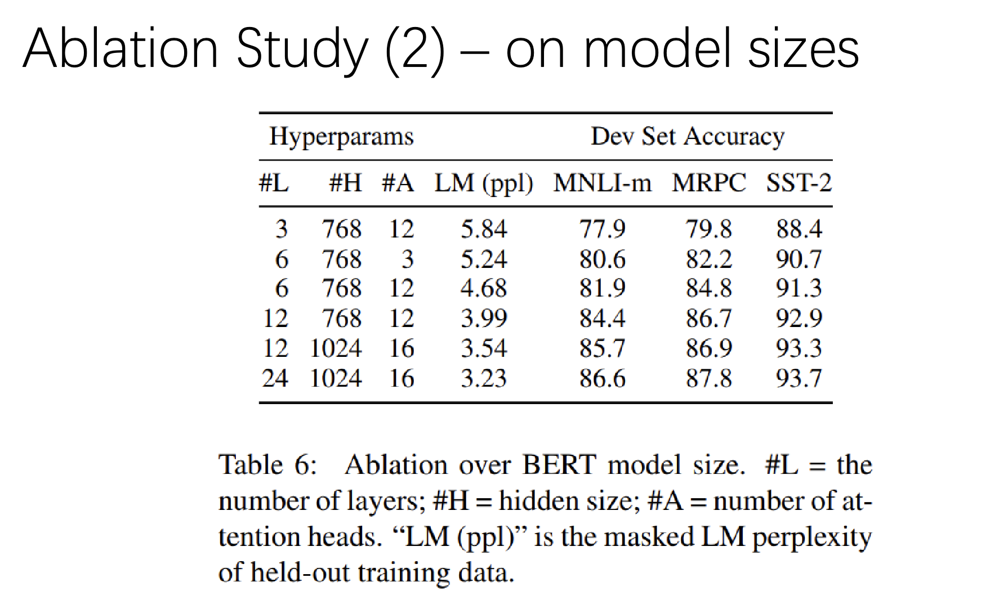 Ablation Study (2) – on model sizes
Hyperparams Dev Set Accuracy
#L #H #A LM (ppl) MNLI-m MRPC SST-2
3 768 12 5.84 77.9 79.8 88.4
6 768 3 5.24 80.6 82.2 90.7
6 768 12 4.68 81.9 84.8 91.3
12 768 12 3.99 84.4 86.7 92.9
12 1024 16 3.54 85.7 86.9 93.3
24 1024 16 3.23 86.6 87.8 93.7
Table 6: Ablation over BERT model size. #L = the
number of layers; #H = hidden size; #A = number of at-
tention heads. “LM (ppl)” is the masked LM perplexity
of held-out training data.